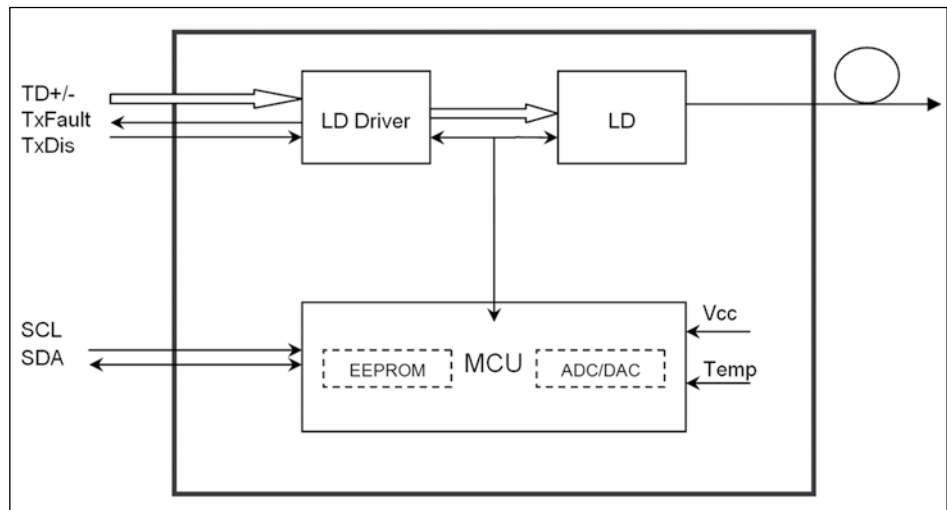 TD+/-
TxFault
TxDis
LD Driver
LD
SCL
SDA
EEPROM
MCU
ADC/DAC
Vcc
Temp